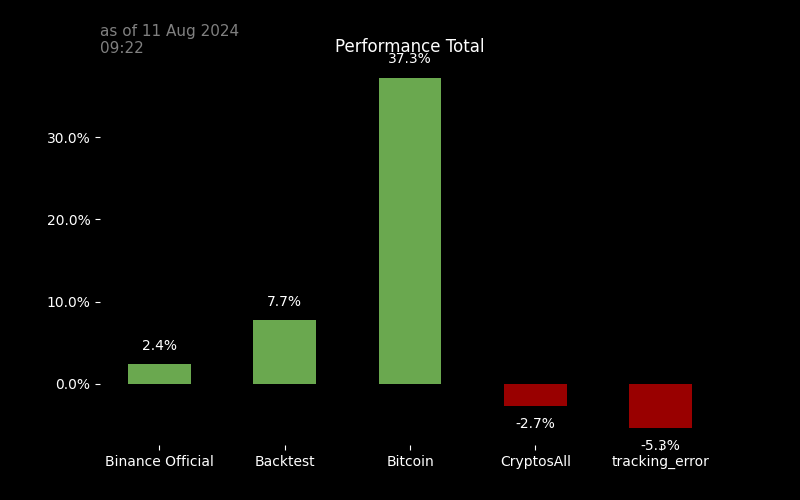 as of 11 Aug 2024
09:22
Performance Total
37.3%
30.0%
20.0%
10.0%
7.7%
2.4%
0.0%
-2.7%
-5.3%
Binance Official
Backtest
Bitcoin
CryptosAll
tracking_error